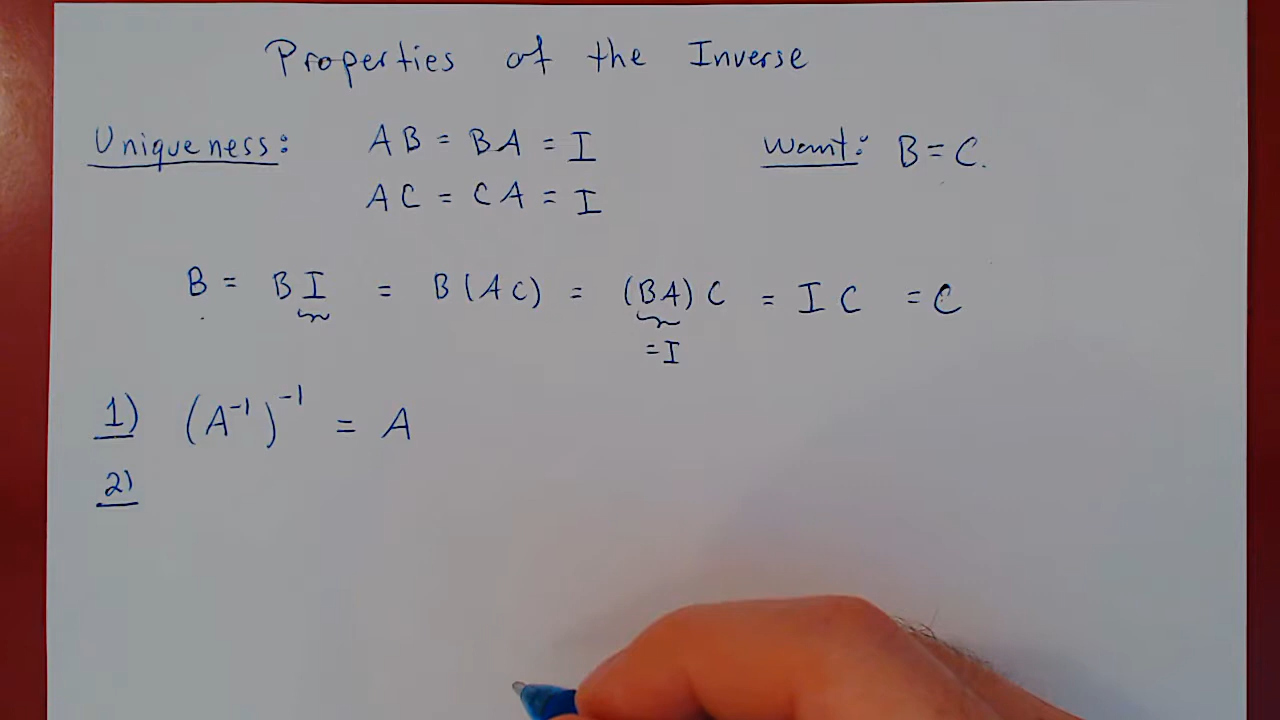 Properties of the Inverse
Uniqueness: AB = BA = I Want: B = C.
AC = CA = I
B = BI = B(AC) = (BA)C = IC = C
=I
1) (A⁻¹)⁻¹ = A
2)